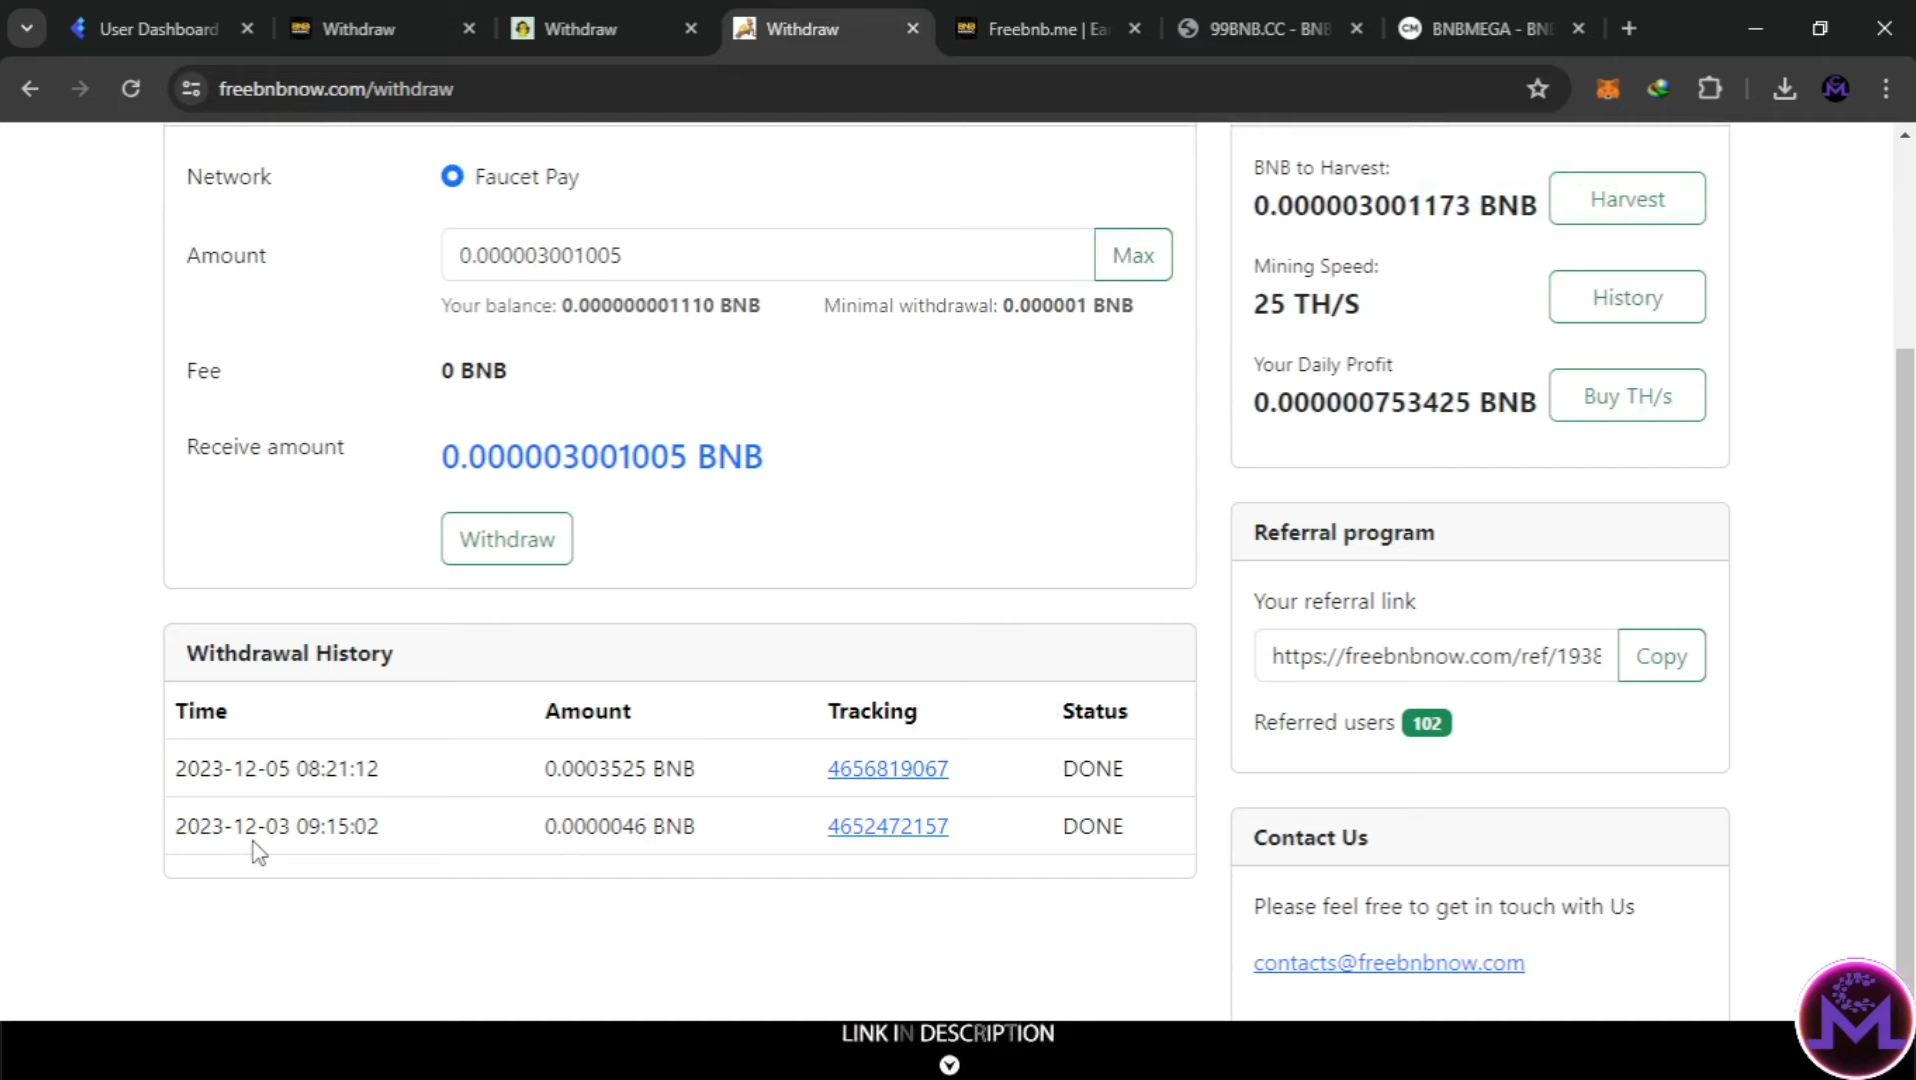 User Dashboard
Withdraw
Withdraw
Withdraw
Freebnb.me | Ea
99BNB.CC - BNB
BNBMEGA - BNB
freebnbnow.com/withdraw
Network
Faucet Pay
Amount
0.000003001005
Max
Your balance: 0.000000001110 BNB
Minimal withdrawal: 0.000001 BNB
Fee
0 BNB
Receive amount
0.000003001005 BNB
Withdraw
Withdrawal History
Time Amount Tracking Status
2023-12-05 08:21:12 0.0003525 BNB 4656819067 DONE
2023-12-03 09:15:02 0.0000046 BNB 4652472157 DONE
BNB to Harvest:
0.000003001173 BNB
Harvest
Mining Speed:
25 TH/S
History
Your Daily Profit
0.000000753425 BNB
Buy TH/s
Referral program
Your referral link
https://freebnbnow.com/ref/1938
Copy
Referred users 102
Contact Us
Please feel free to get in touch with Us
contacts@freebnbnow.com
LINK IN DESCRIPTION